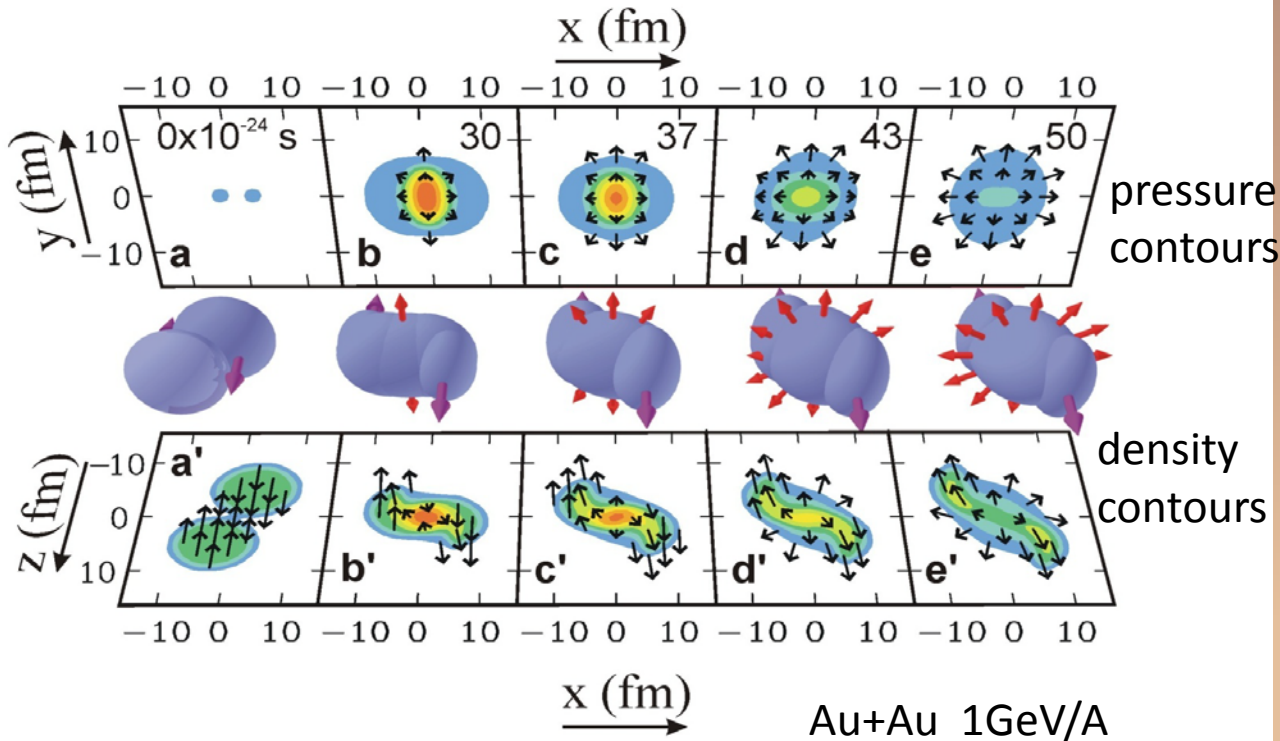 x (fm)
−10 0 10 −10 0 10 −10 0 10 −10 0 10 −10 0 10
0x10⁻²⁴ s 30 37 43 50
y (fm)
10
0
−10
a b c d e
pressure
contours
z (fm)
−10
0
10
a' b' c' d' e'
density
contours
−10 0 10 −10 0 10 −10 0 10 −10 0 10 −10 0 10
x (fm)
Au+Au 1GeV/A